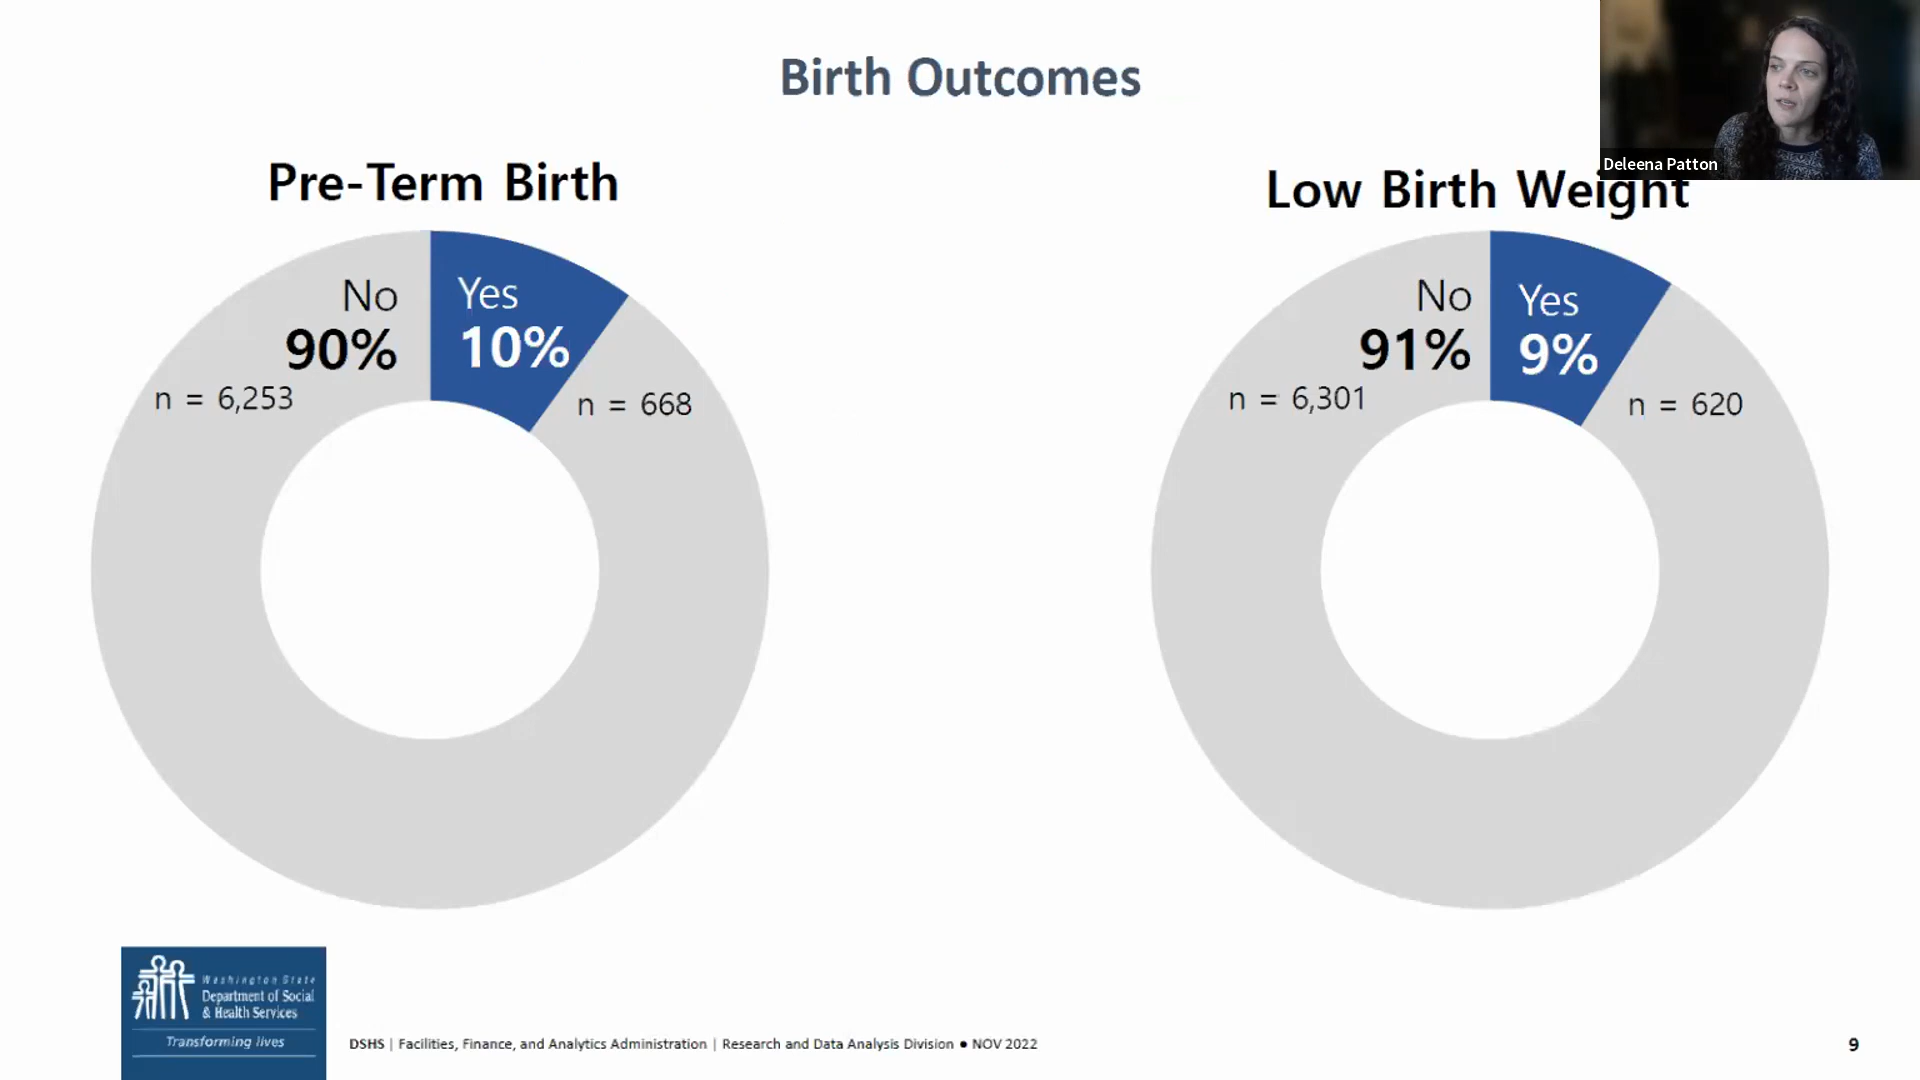 Birth Outcomes
Deleena Patton
Pre-Term Birth
No
90%
n = 6,253
Yes
10%
n = 668
Low Birth Weight
No
91%
n = 6,301
Yes
9%
n = 620
Washington State
Department of Social
& Health Services
Transforming lives
DSHS | Facilities, Finance, and Analytics Administration | Research and Data Analysis Division ● NOV 2022
9